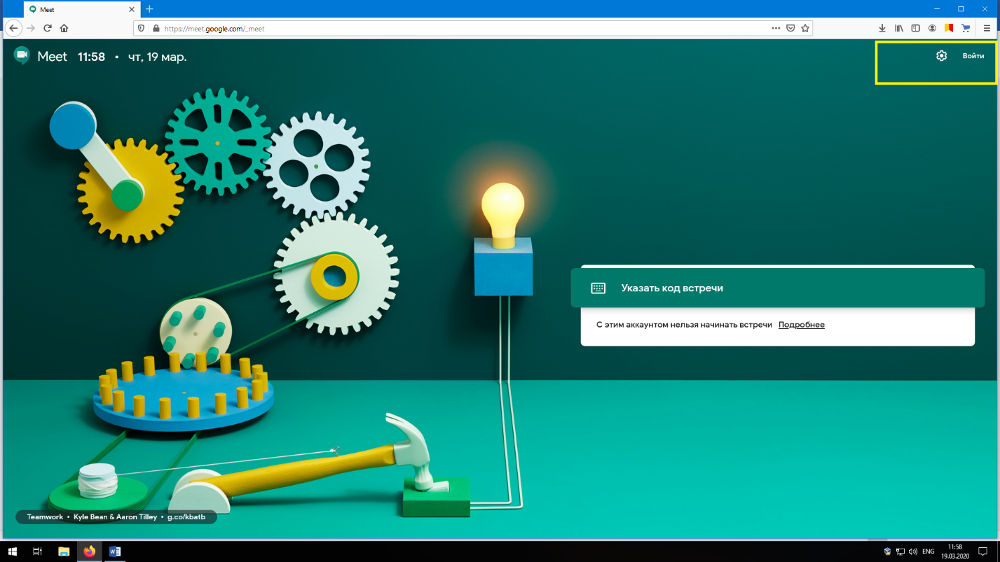 Meet
https://meet.google.com/_meet
Meet 11:58 • чт, 19 мар.
Войти
Указать код встречи
С этим аккаунтом нельзя начинать встречи Подробнее
Teamwork • Kyle Bean & Aaron Tilley • g.co/kbatb
ENG
11:58
19.03.2020